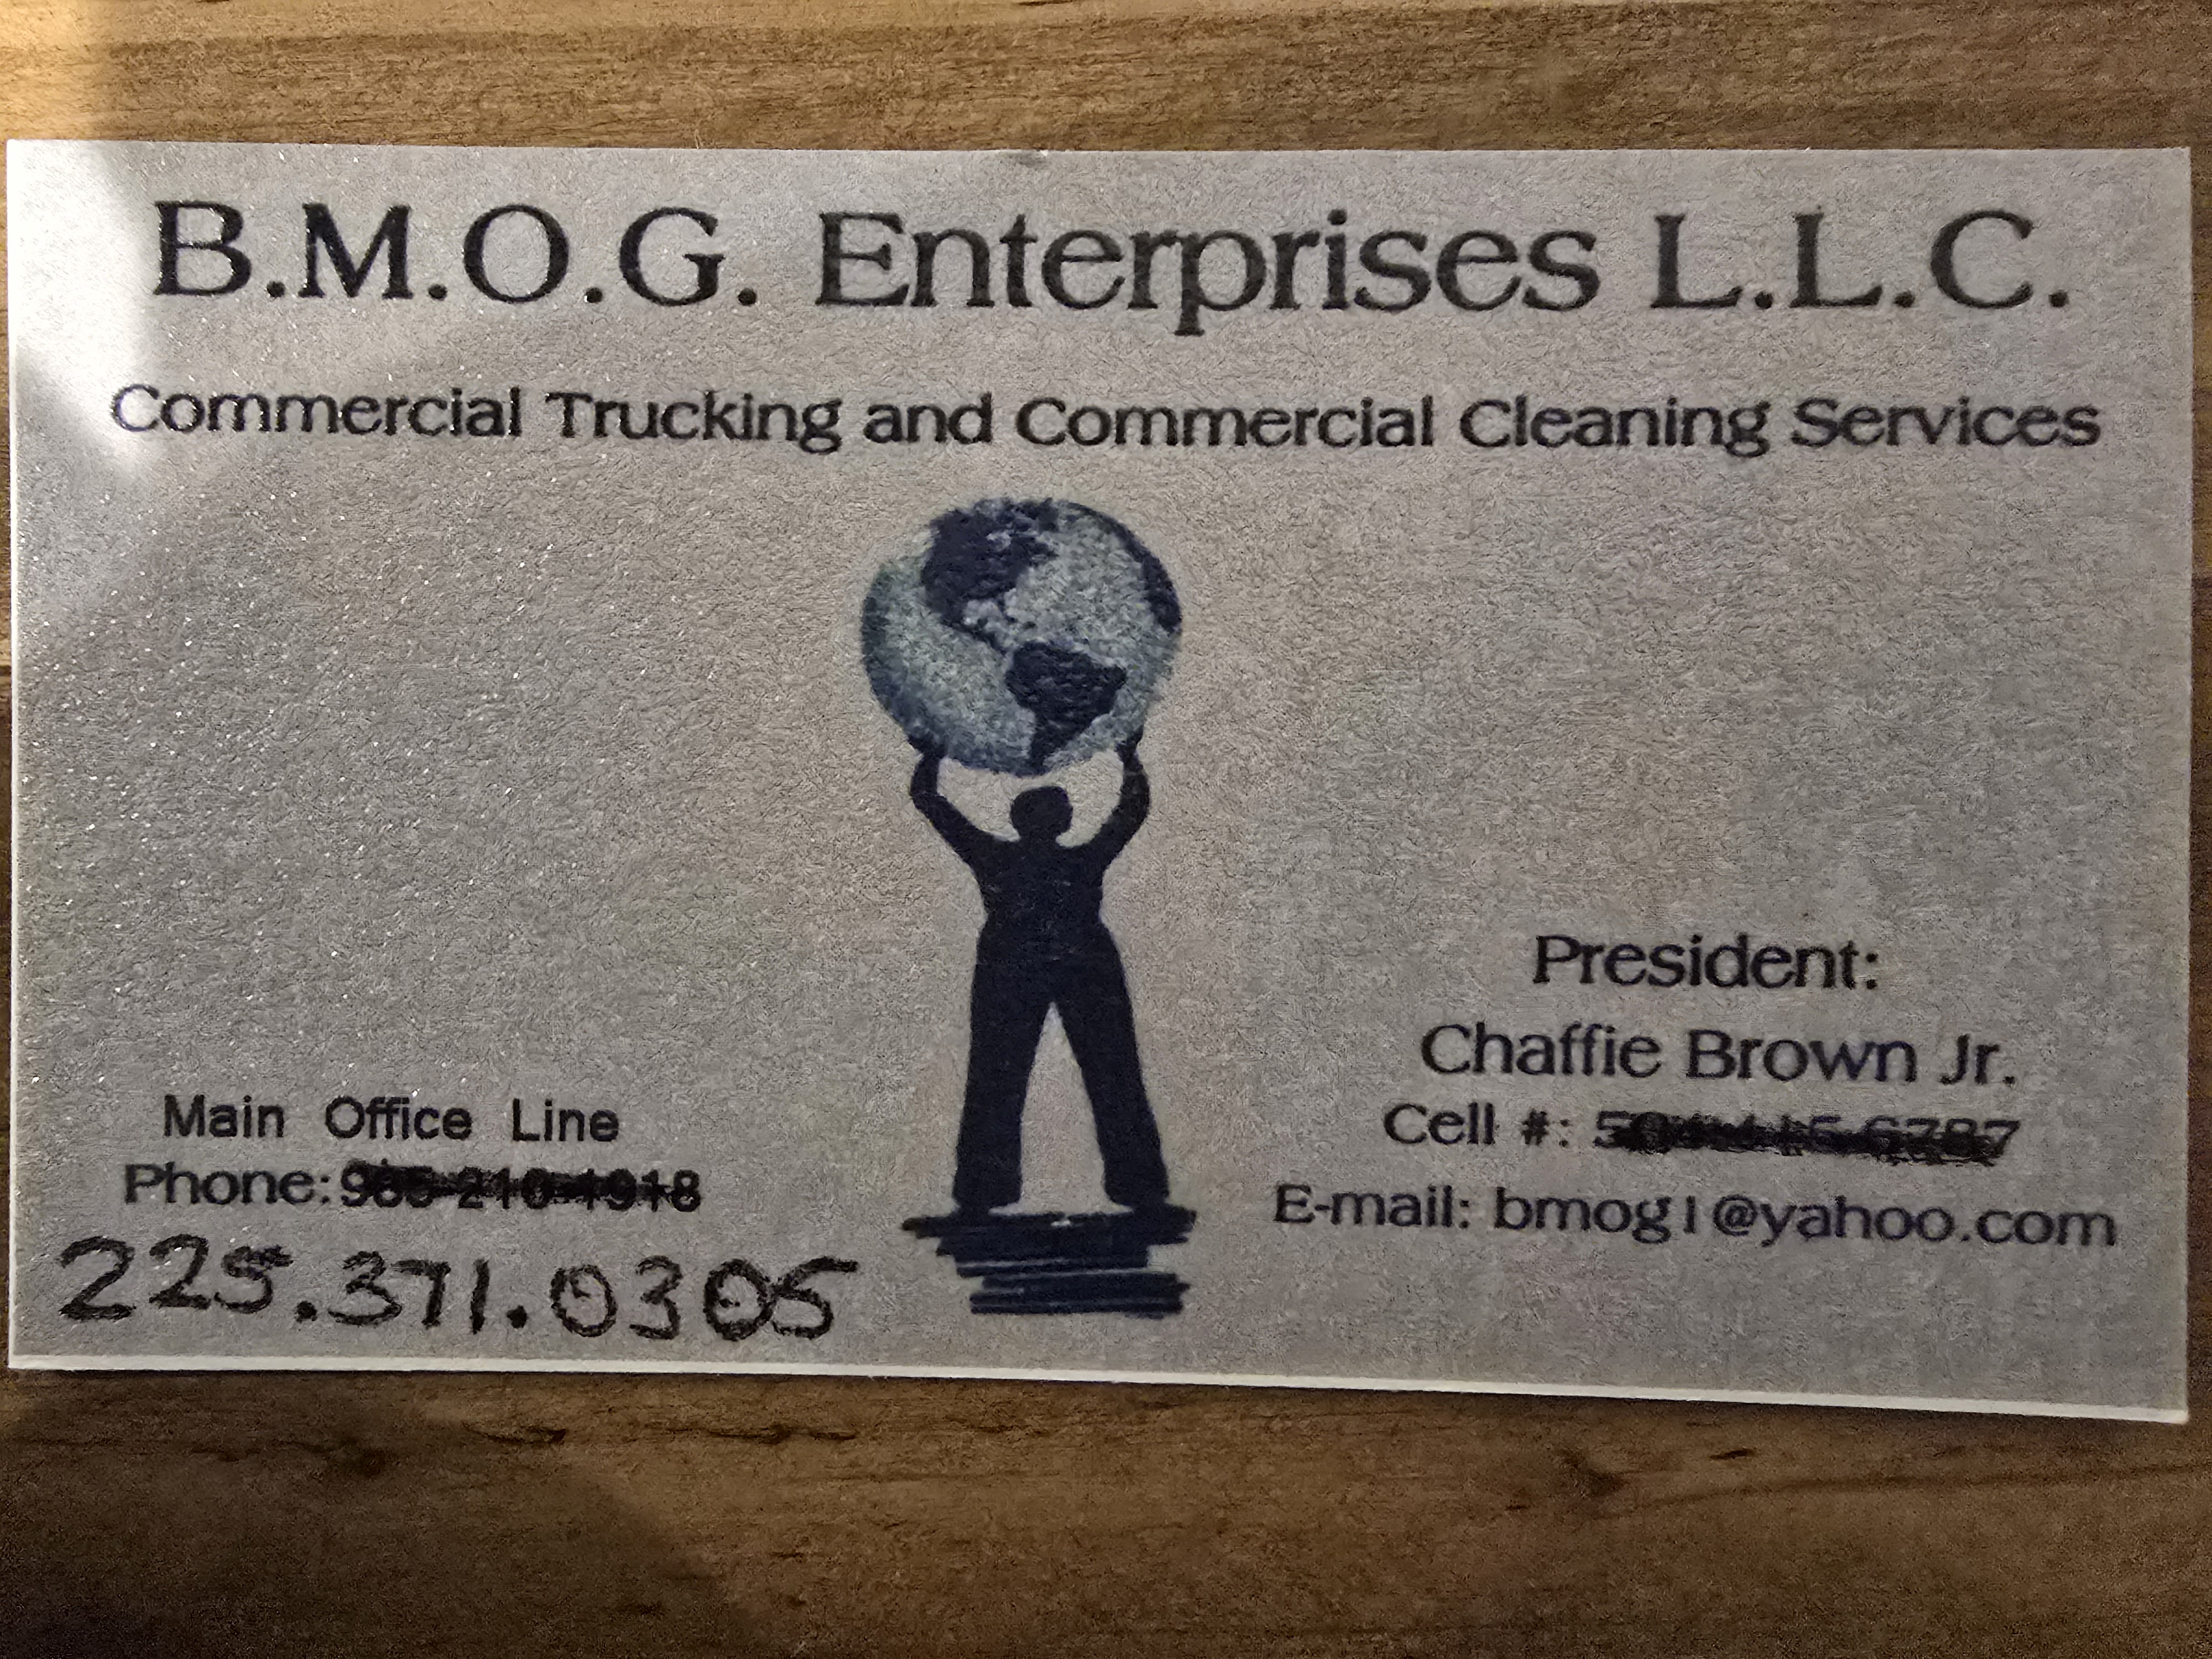 B.M.O.G. Enterprises L.L.C.
Commercial Trucking and Commercial Cleaning Services
President:
Chaffie Brown Jr.
Cell #:
E-mail: bmog1@yahoo.com
Main Office Line
Phone:
225.371.0305